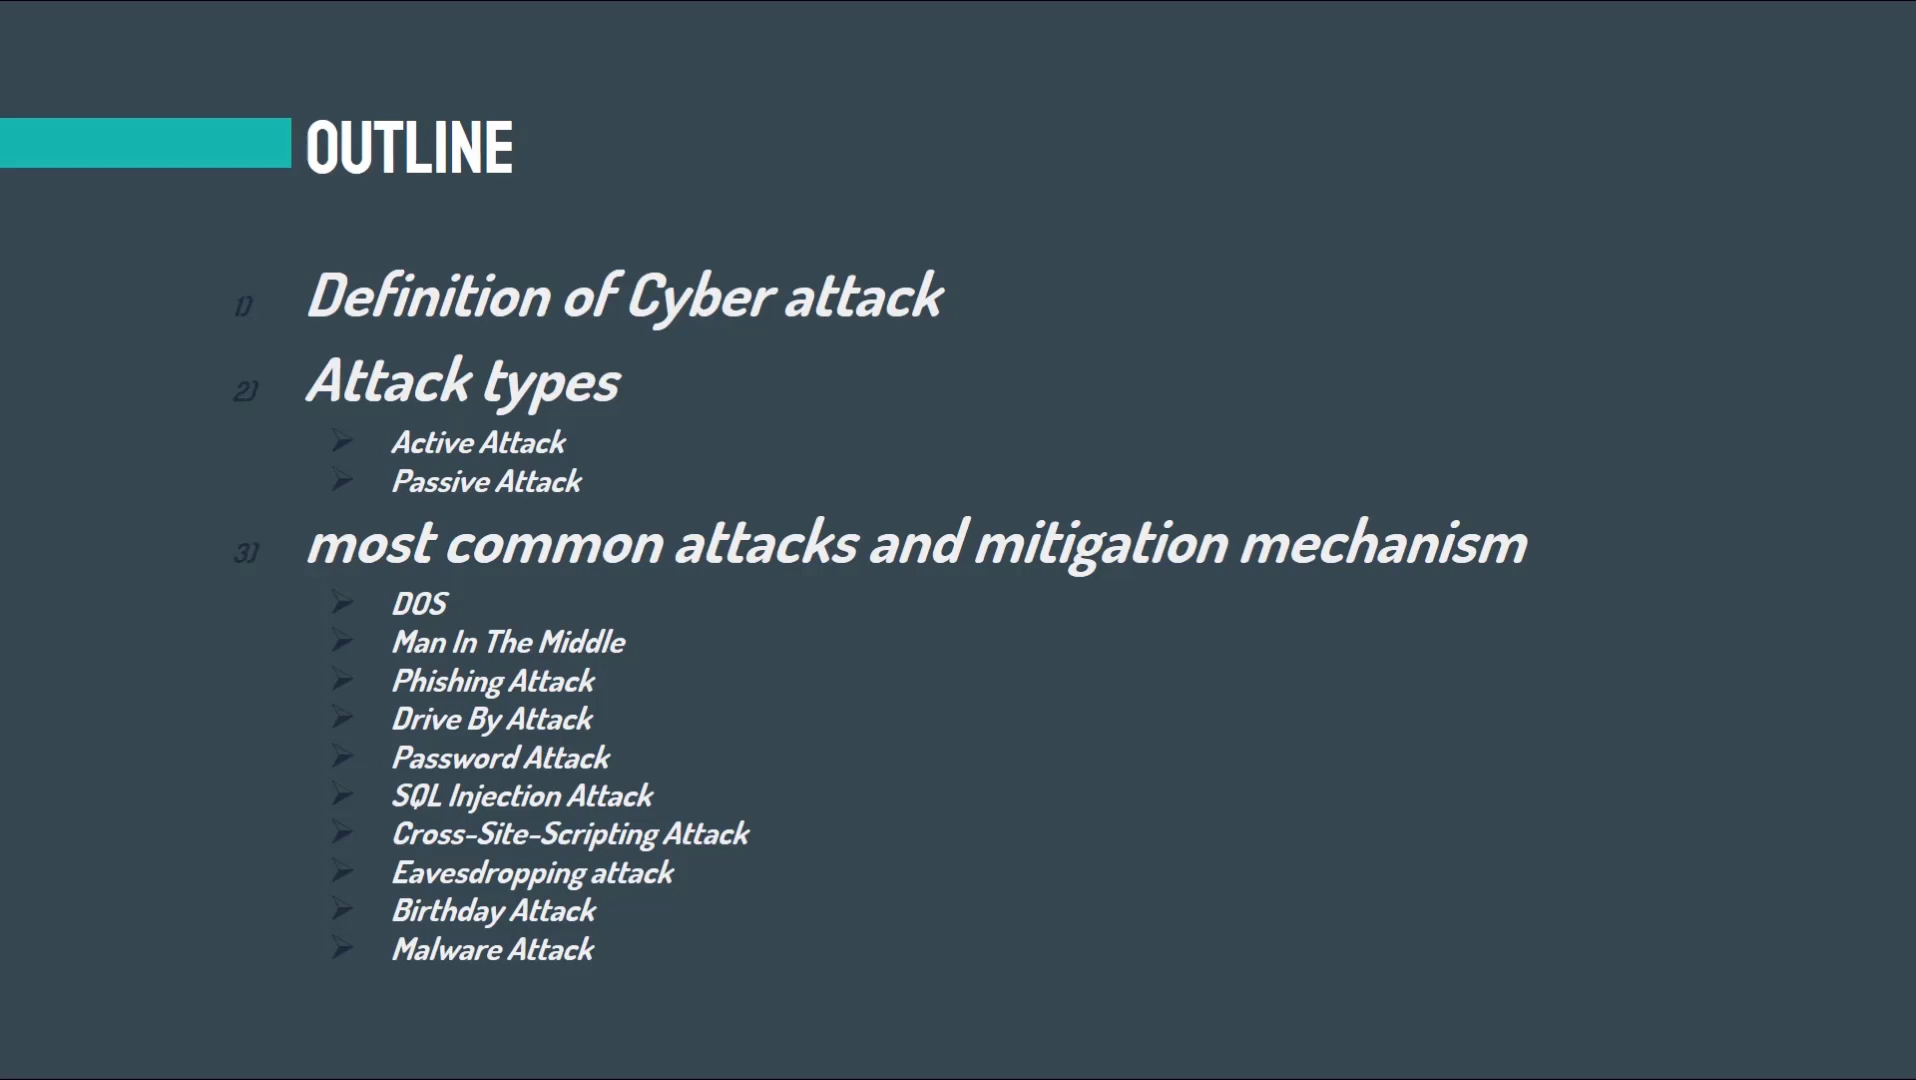 OUTLINE
1) Definition of Cyber attack
2) Attack types
➢ Active Attack
➢ Passive Attack
3) most common attacks and mitigation mechanism
➢ DOS
➢ Man In The Middle
➢ Phishing Attack
➢ Drive By Attack
➢ Password Attack
➢ SQL Injection Attack
➢ Cross-Site-Scripting Attack
➢ Eavesdropping attack
➢ Birthday Attack
➢ Malware Attack